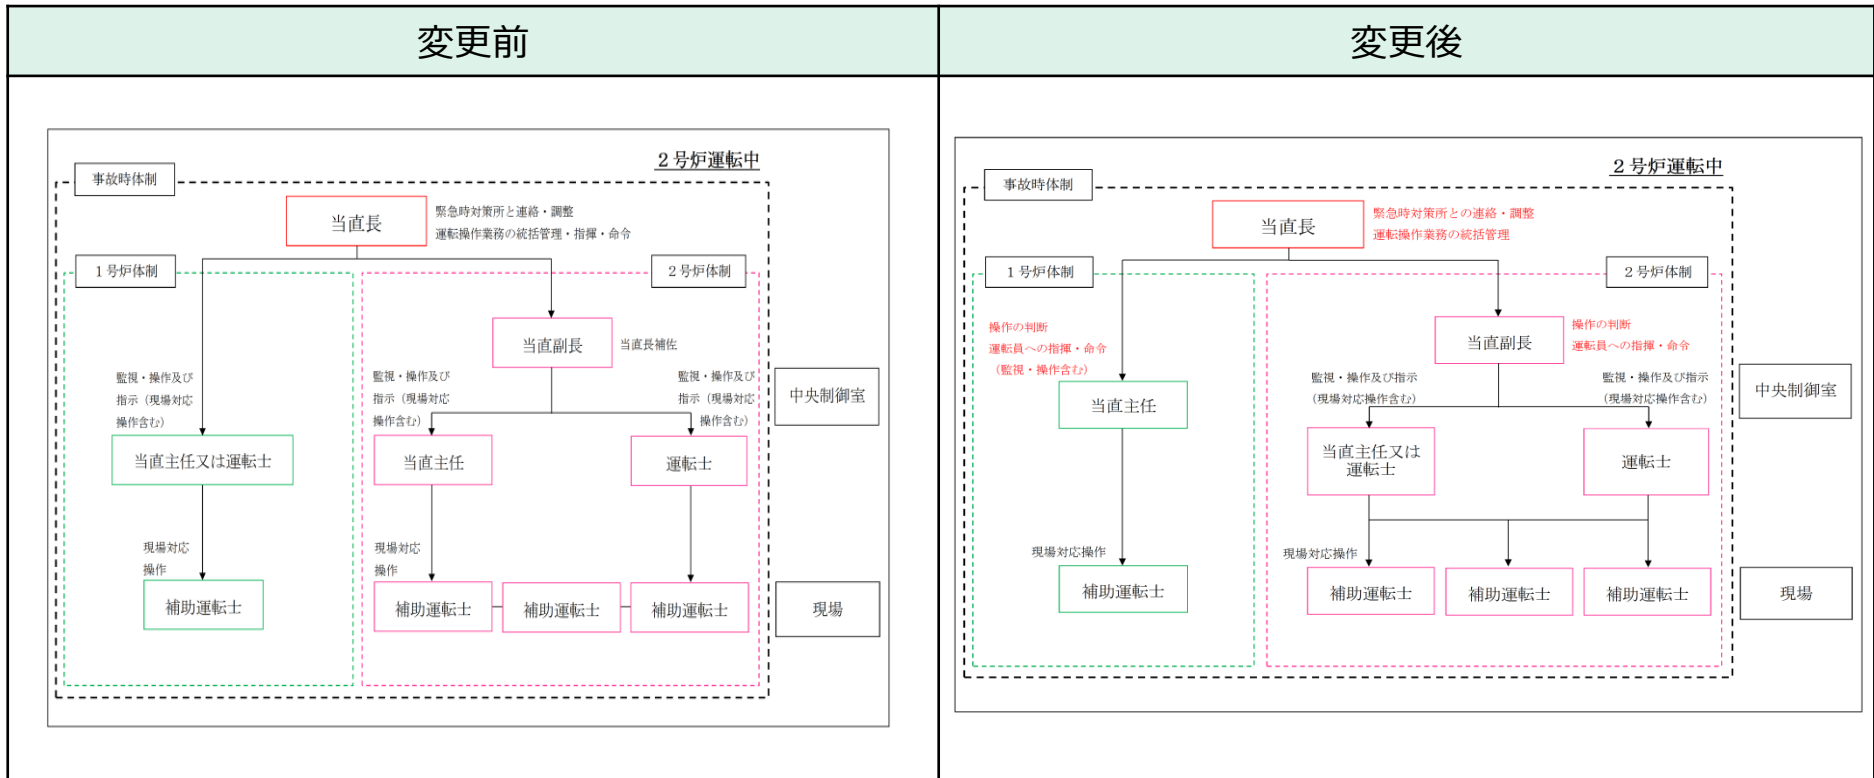 変更前
変更後
2号炉運転中
事故時体制
当直長
緊急時対策所と連絡・調整
運転操作業務の統括管理・指揮・命令
1号炉体制
2号炉体制
当直副長
当直長補佐
監視・操作及び
指示（現場対応
操作含む）
監視・操作及び
指示（現場対応
操作含む）
監視・操作及び
指示（現場対応
操作含む）
中央制御室
当直主任又は運転士
当直主任
運転士
現場対応
操作
現場対応
操作
補助運転士
補助運転士
補助運転士
補助運転士
現場
2号炉運転中
事故時体制
当直長
緊急時対策所との連絡・調整
運転操作業務の統括管理
1号炉体制
2号炉体制
操作の判断
運転員への指揮・命令
（監視・操作含む）
当直副長
操作の判断
運転員への指揮・命令
監視・操作及び指示
（現場対応操作含む）
監視・操作及び指示
（現場対応操作含む）
中央制御室
当直主任
当直主任又は
運転士
運転士
現場対応操作
現場対応操作
補助運転士
補助運転士
補助運転士
補助運転士
現場